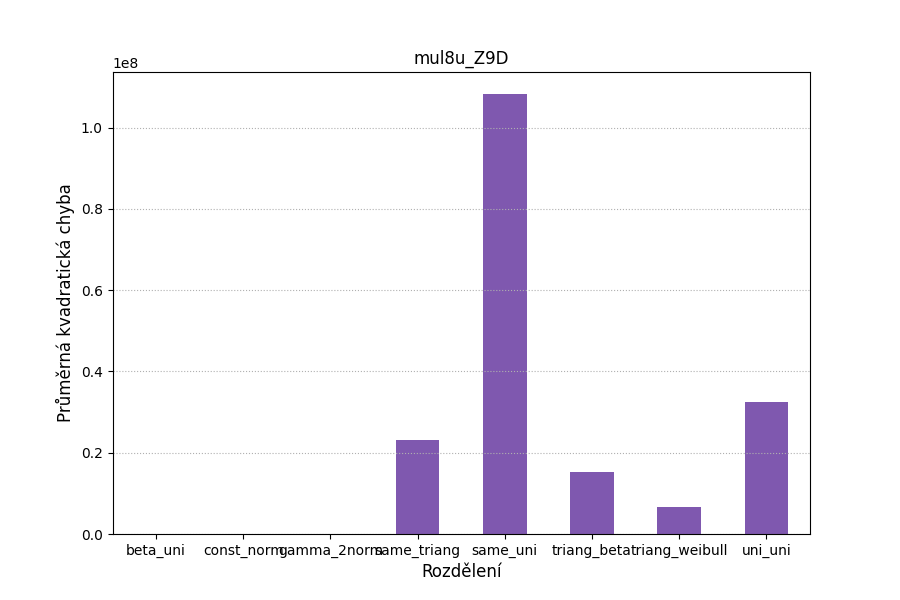 mul8u_Z9D
1e8
1.0
0.8
0.6
0.4
0.2
0.0
Průměrná kvadratická chyba
beta_uni const_norm gamma_2norm same_triang same_uni triang_beta triang_weibull uni_uni
Rozdělení